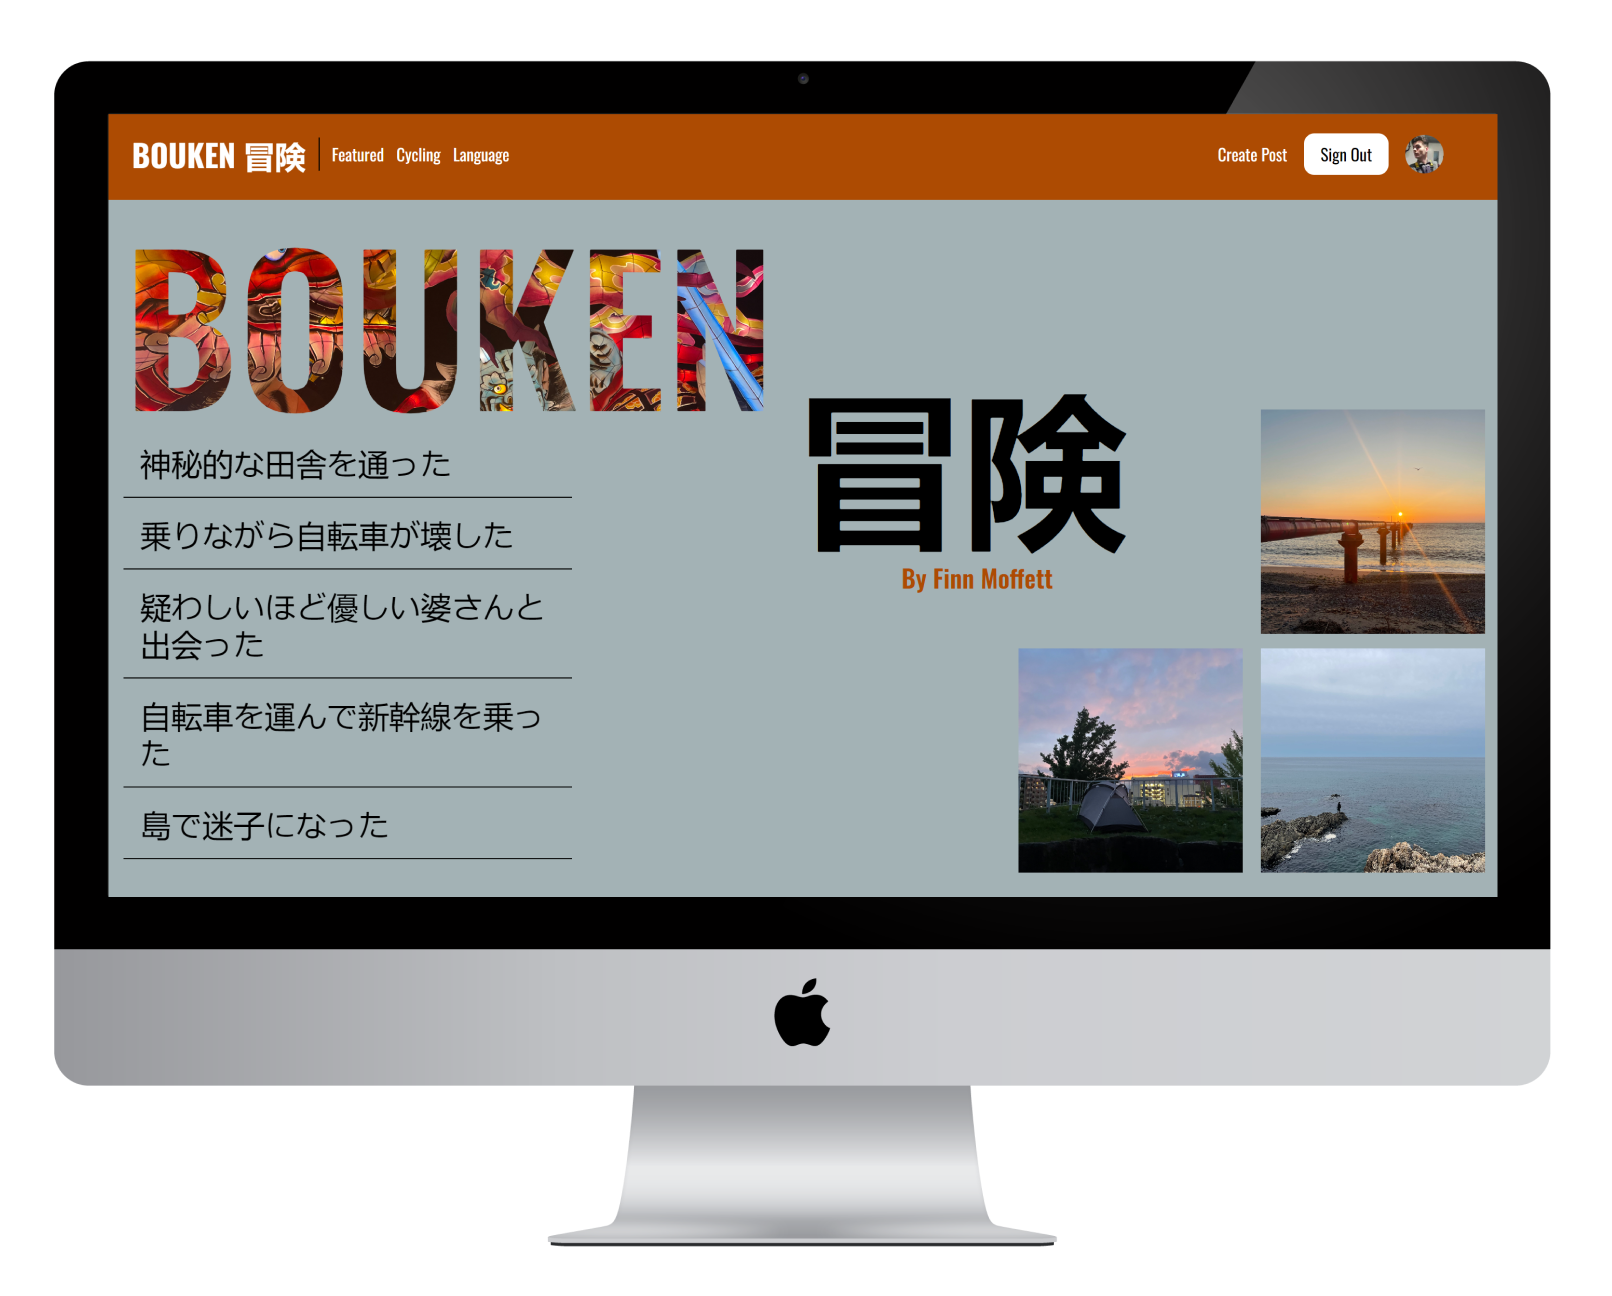 BOUKEN 冒険
Featured Cycling Language
Create Post
Sign Out
BOUKEN
冒険
By Finn Moffett
神秘的な田舎を通った
乗りながら自転車が壊した
疑わしいほど優しい婆さんと
出会った
自転車を運んで新幹線を乗っ
た
島で迷子になった